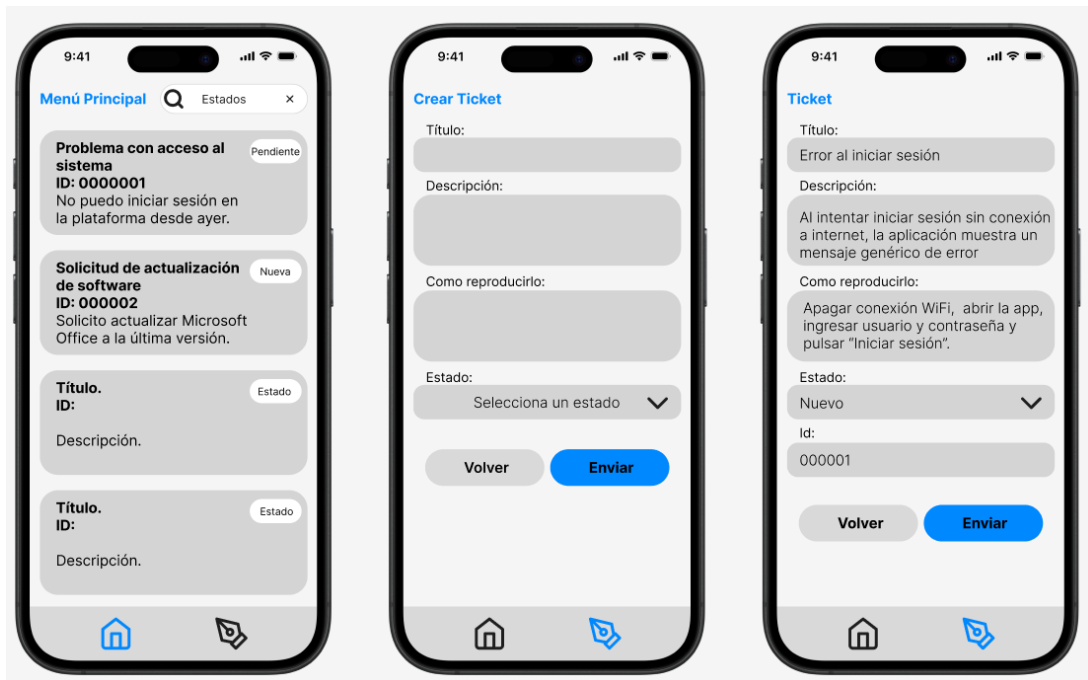 9:41
Menú Principal
Estados
×
Problema con acceso al
sistema
ID: 0000001
No puedo iniciar sesión en
la plataforma desde ayer.
Pendiente
Solicitud de actualización
de software
ID: 000002
Solicito actualizar Microsoft
Office a la última versión.
Nueva
Título.
ID:
Descripción.
Estado
Título.
ID:
Descripción.
Estado
9:41
Crear Ticket
Título:
Descripción:
Como reproducirlo:
Estado:
Selecciona un estado
Volver
Enviar
9:41
Ticket
Título:
Error al iniciar sesión
Descripción:
Al intentar iniciar sesión sin conexión
a internet, la aplicación muestra un
mensaje genérico de error
Como reproducirlo:
Apagar conexión WiFi, abrir la app,
ingresar usuario y contraseña y
pulsar “Iniciar sesión”.
Estado:
Nuevo
Id:
000001
Volver
Enviar